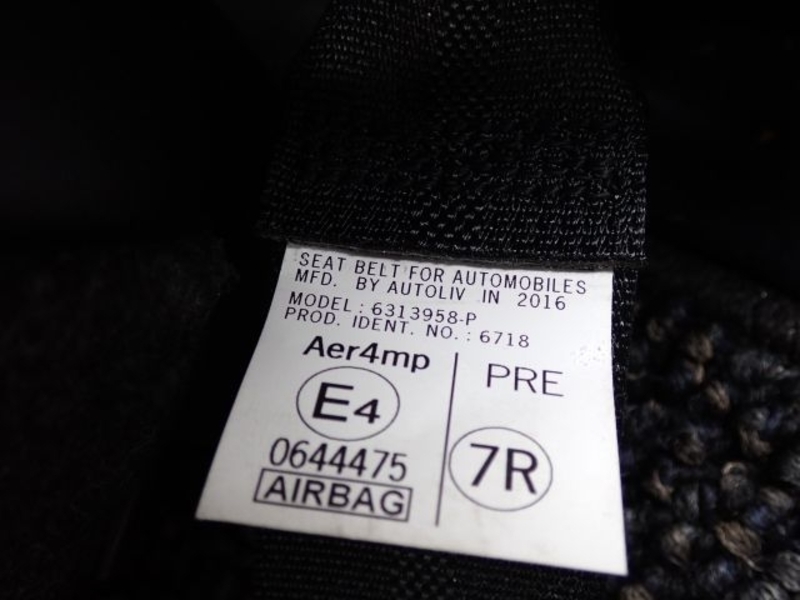 SEAT BELT FOR AUTOMOBILES
MFD. BY AUTOLIV IN 2016
MODEL: 6313958-P
PROD. IDENT. NO.: 6718
Aer4mp
E4
0644475
AIRBAG
PRE
7R